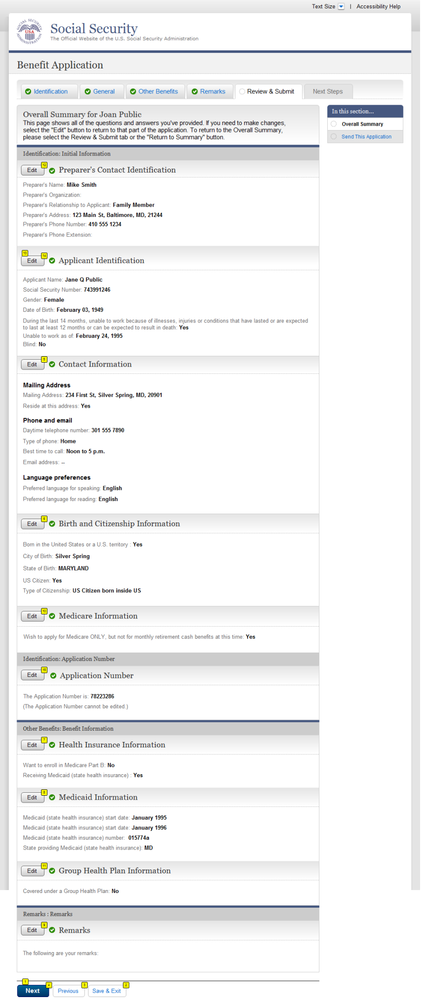 Text Size | Accessibility Help
SOCIAL SECURITY ADMINISTRATION
USA
Social Security
The Official Website of the U.S. Social Security Administration
Benefit Application
Identification
General
Other Benefits
Remarks
Review & Submit
Next Steps
Overall Summary for Joan Public
This page shows all of the questions and answers you've provided. If you need to make changes,
select the "Edit" button to return to that part of the application. To return to the Overall Summary,
please select the Review & Submit tab or the "Return to Summary" button.
In this section...
Overall Summary
Send This Application
Identification: Initial Information
12
Edit Preparer's Contact Identification
Preparer's Name: Mike Smith
Preparer's Organization:
Preparer's Relationship to Applicant: Family Member
Preparer's Address: 123 Main St, Baltimore, MD, 21244
Preparer's Phone Number: 410 555 1234
Preparer's Phone Extension:
13
14
Edit Applicant Identification
Applicant Name: Jane Q Public
Social Security Number: 743991246
Gender: Female
Date of Birth: February 03, 1949
During the last 14 months, unable to work because of illnesses, injuries or conditions that have lasted or are expected
to last at least 12 months or can be expected to result in death: Yes
Unable to work as of: February 24, 1995
Blind: No
5
Edit Contact Information
Mailing Address
Mailing Address: 234 First St, Silver Spring, MD, 20901
Reside at this address: Yes
Phone and email
Daytime telephone number: 301 555 7890
Type of phone: Home
Best time to call: Noon to 5 p.m.
Email address: --
Language preferences
Preferred language for speaking: English
Preferred language for reading: English
6
Edit Birth and Citizenship Information
Born in the United States or a U.S. territory : Yes
City of Birth: Silver Spring
State of Birth: MARYLAND
US Citizen: Yes
Type of Citizenship: US Citizen born inside US
10
Edit Medicare Information
Wish to apply for Medicare ONLY, but not for monthly retirement cash benefits at this time: Yes
Identification: Application Number
15
Edit Application Number
The Application Number is: 78223286
(The Application Number cannot be edited.)
Other Benefits: Benefit Information
7
Edit Health Insurance Information
Want to enroll in Medicare Part B: No
Receiving Medicaid (state health insurance) : Yes
8
Edit Medicaid Information
Medicaid (state health insurance) start date: January 1995
Medicaid (state health insurance) start date: January 1996
Medicaid (state health insurance) number: 015774a
State providing Medicaid (state health insurance): MD
11
Edit Group Health Plan Information
Covered under a Group Health Plan: No
Remarks : Remarks
9
Edit Remarks
The following are your remarks:
1
4
3
2
Next
Previous
Save & Exit